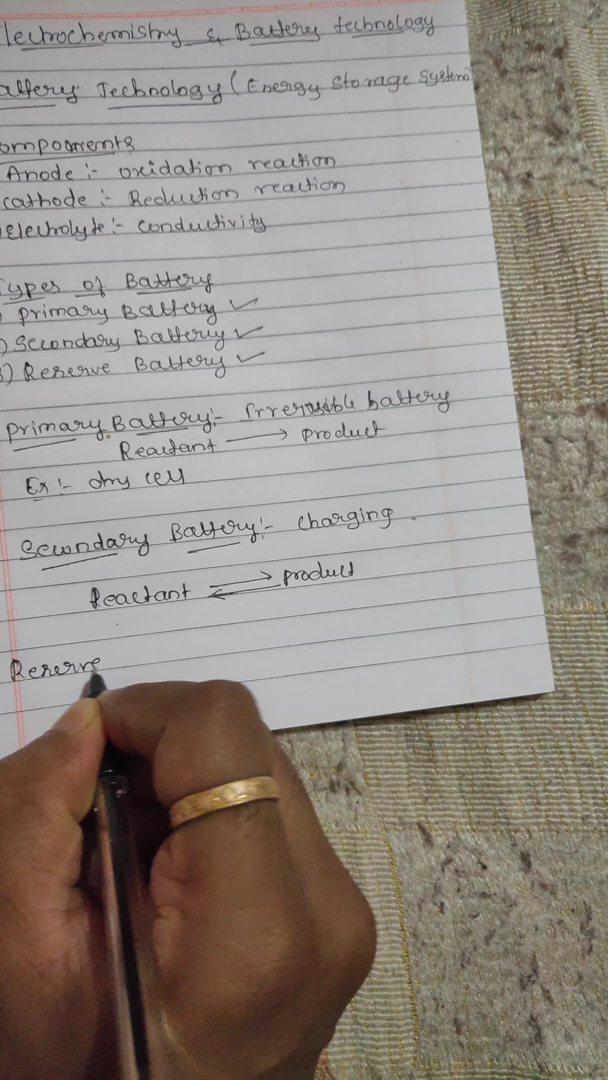 lectrochemistry & Battery technology
attery Technology (Energy Storage System
omponents
Anode :- oxidation reaction
cathode :- Reduction reaction
Electrolyte :- conductivity
Types of Battery
) primary Battery ✓
) Secondary Battery ✓
3) Reserve Battery ✓
primary Battery :- Irreversible battery
Reactant ⟶ product
Ex :- dry cell
Secondary Battery :- charging .
Reactant ⇌ product
Reserve